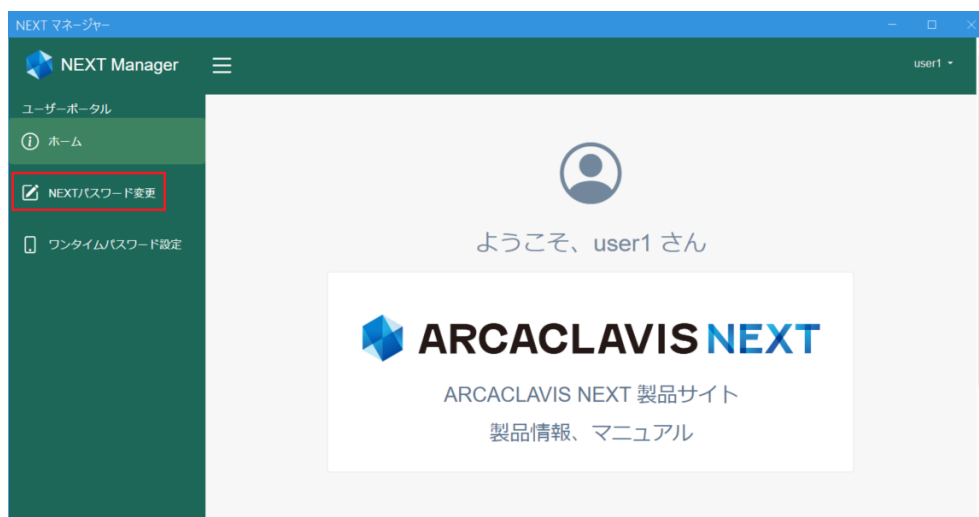 NEXT マネージャー
NEXT Manager
user1
ユーザーポータル
ホーム
NEXTパスワード変更
ワンタイムパスワード設定
ようこそ、user1 さん
ARCACLAVIS NEXT
ARCACLAVIS NEXT 製品サイト
製品情報、マニュアル